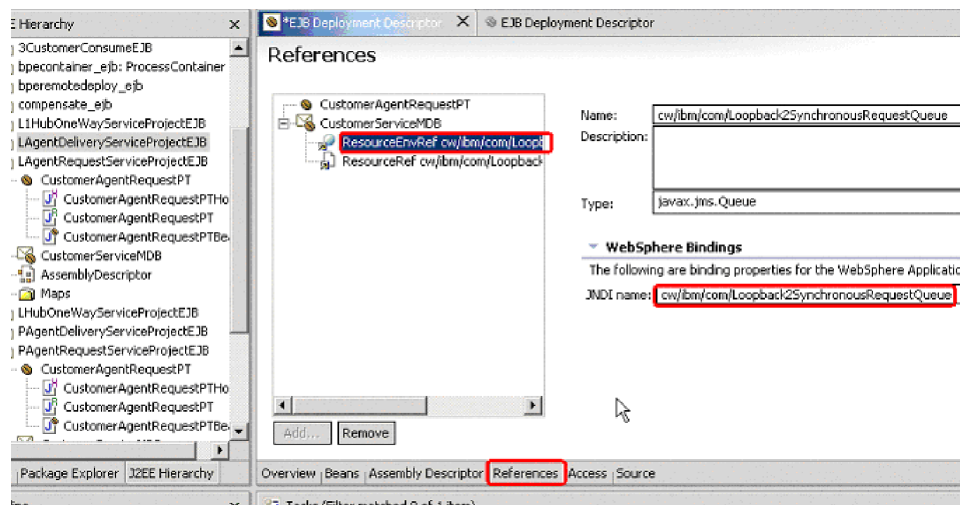 E Hierarchy
3CustomerConsumeEJB
bpecontainer_ejb: ProcessContainer
bperemotedeploy_ejb
compensate_ejb
L1HubOneWayServiceProjectEJB
LAgentDeliveryServiceProjectEJB
LAgentRequestServiceProjectEJB
CustomerAgentRequestPT
CustomerAgentRequestPTHo
CustomerAgentRequestPT
CustomerAgentRequestPTBe
CustomerServiceMDB
AssemblyDescriptor
Maps
LHubOneWayServiceProjectEJB
PAgentDeliveryServiceProjectEJB
PAgentRequestServiceProjectEJB
CustomerAgentRequestPT
CustomerAgentRequestPTHo
CustomerAgentRequestPT
CustomerAgentRequestPTBe
Package Explorer J2EE Hierarchy
*EJB Deployment Descriptor
EJB Deployment Descriptor
References
CustomerAgentRequestPT
CustomerServiceMDB
ResourceEnvRef cw/ibm/com/Loopb
ResourceRef cw/ibm/com/Loopback
Add... Remove
Name: cw/ibm/com/Loopback2SynchronousRequestQueue
Description:
Type: javax.jms.Queue
WebSphere Bindings
The following are binding properties for the WebSphere Applicatio
JNDI name: cw/ibm/com/Loopback2SynchronousRequestQueue
Overview Beans Assembly Descriptor References Access Source